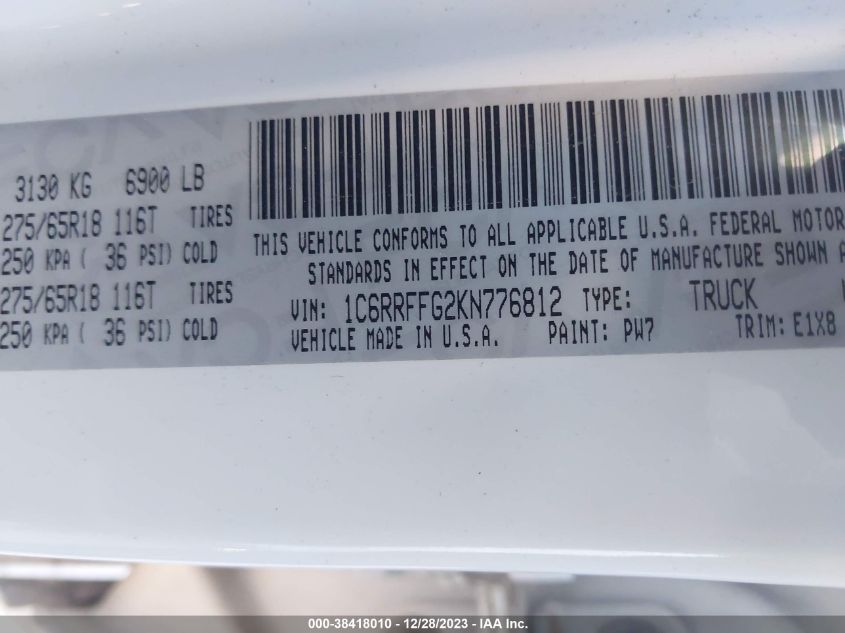 3130 KG 6900 LB
275/65R18 116T TIRES
250 KPA ( 36 PSI) COLD
275/65R18 116T TIRES
250 KPA ( 36 PSI) COLD
THIS VEHICLE CONFORMS TO ALL APPLICABLE U.S.A. FEDERAL MOTOR
STANDARDS IN EFFECT ON THE DATE OF MANUFACTURE SHOWN A
VIN: 1C6RRFFG2KN776812 TYPE: TRUCK
VEHICLE MADE IN U.S.A. PAINT: PW7 TRIM: E1X8
000-38418010 - 12/28/2023 - IAA Inc.